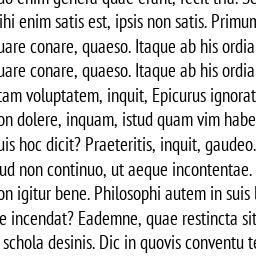 enim genera quae erant, fecit tria. Se
ihi enim satis est, ipsis non satis. Primum
uare conare, quaeso. Itaque ab his ordia
uare conare, quaeso. Itaque ab his ordia
tam voluptatem, inquit, Epicurus ignorat
on dolere, inquam, istud quam vim habe
uis hoc dicit? Praeteritis, inquit, gaudeo.
ud non continuo, ut aeque incontentae.
on igitur bene. Philosophi autem in suis l
e incendat? Eademne, quae restincta sit
schola desinis. Dic in quovis conventu te